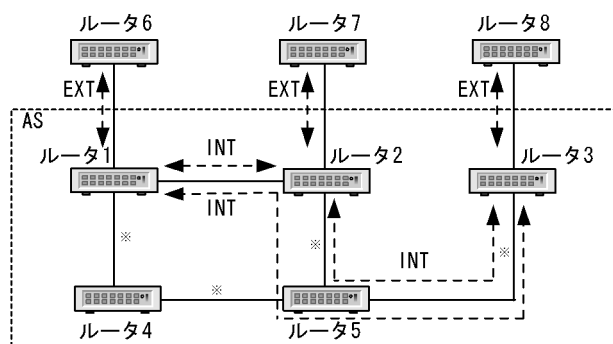 ルータ6
ルータ7
ルータ8
EXT
EXT
EXT
AS
ルータ1
INT
ルータ2
ルータ3
INT
※
※
INT
※
※
ルータ4
ルータ5